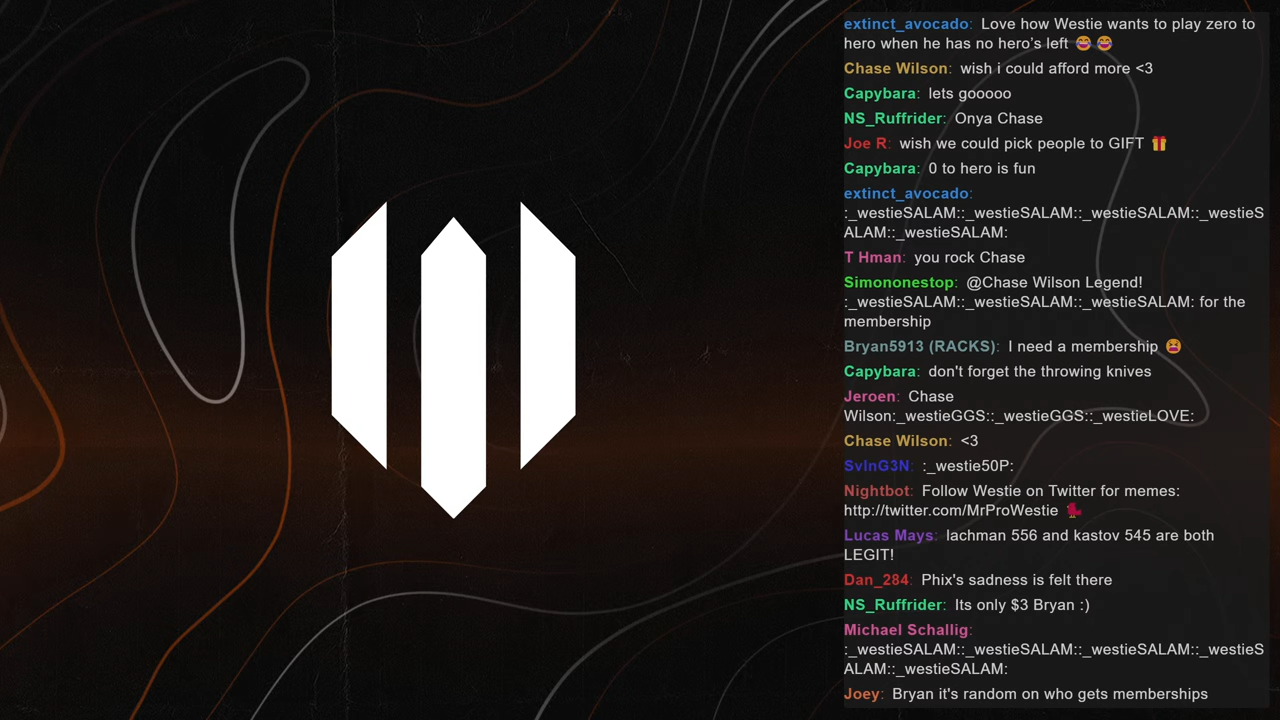 extinct_avocado: Love how Westie wants to play zero to
hero when he has no hero's left 😂 😂
Chase Wilson: wish i could afford more <3
Capybara: lets gooooo
NS_Ruffrider: Onya Chase
Joe R: wish we could pick people to GIFT 🎁
Capybara: 0 to hero is fun
extinct_avocado:
:_westieSALAM::_westieSALAM::_westieSALAM::_westieS
ALAM::_westieSALAM:
T Hman: you rock Chase
Simononestop: @Chase Wilson Legend!
:_westieSALAM::_westieSALAM::_westieSALAM: for the
membership
Bryan5913 (RACKS): I need a membership 😫
Capybara: don't forget the throwing knives
Jeroen: Chase
Wilson:_westieGGS::_westieGGS::_westieLOVE:
Chase Wilson: <3
SvInG3N: :_westie50P:
Nightbot: Follow Westie on Twitter for memes:
http://twitter.com/MrProWestie 🐦
Lucas Mays: lachman 556 and kastov 545 are both
LEGIT!
Dan_284: Phix's sadness is felt there
NS_Ruffrider: Its only $3 Bryan :)
Michael Schallig:
:_westieSALAM::_westieSALAM::_westieSALAM::_westieS
ALAM::_westieSALAM:
Joey: Bryan it's random on who gets memberships